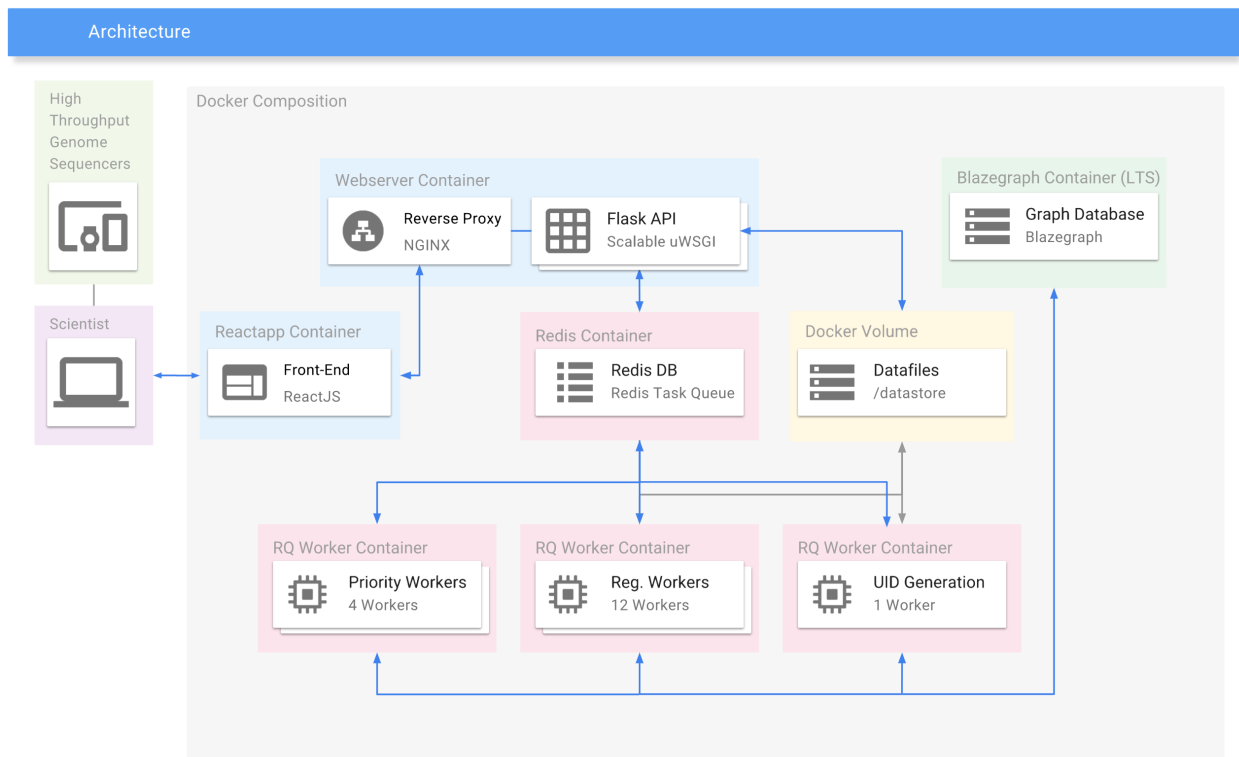 Architecture
High
Throughput
Genome
Sequencers
Scientist
Docker Composition
Webserver Container
Reverse Proxy
NGINX
Flask API
Scalable uWSGI
Blazegraph Container (LTS)
Graph Database
Blazegraph
Reactapp Container
Front-End
ReactJS
Redis Container
Redis DB
Redis Task Queue
Docker Volume
Datafiles
/datastore
RQ Worker Container
Priority Workers
4 Workers
RQ Worker Container
Reg. Workers
12 Workers
RQ Worker Container
UID Generation
1 Worker